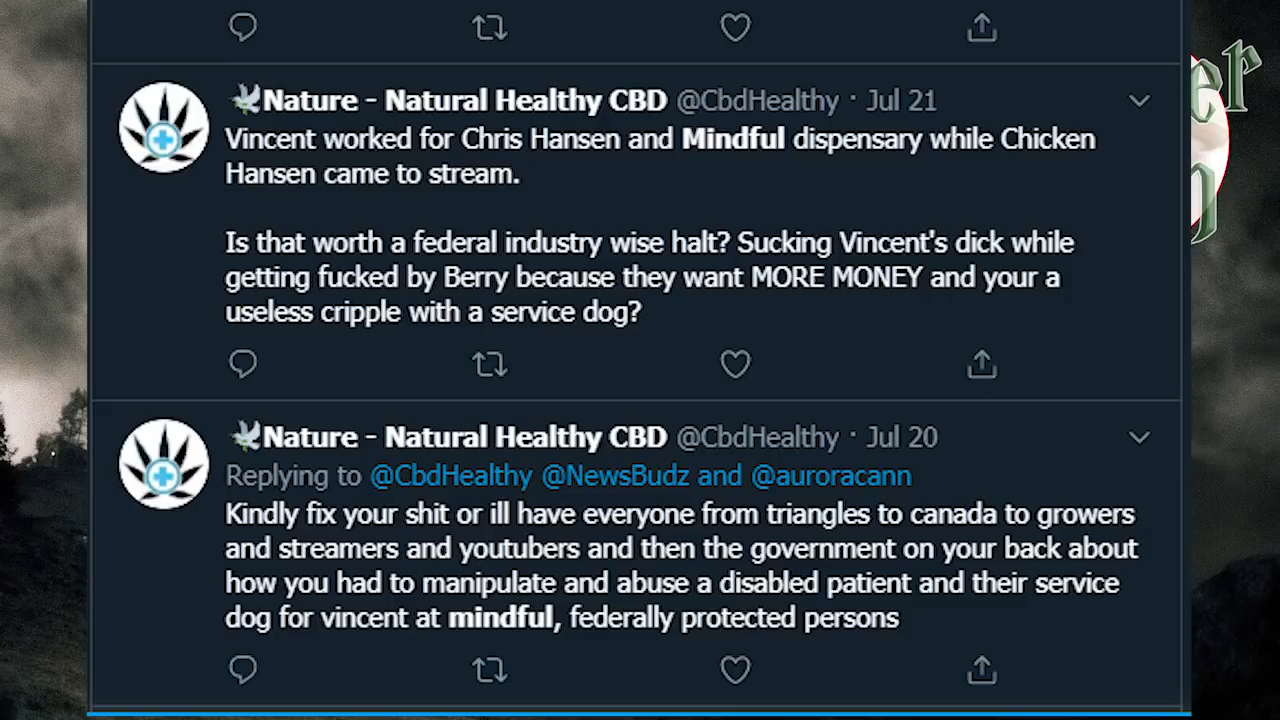 Nature - Natural Healthy CBD @CbdHealthy · Jul 21
Vincent worked for Chris Hansen and Mindful dispensary while Chicken
Hansen came to stream.
Is that worth a federal industry wise halt? Sucking Vincent's dick while
getting fucked by Berry because they want MORE MONEY and your a
useless cripple with a service dog?
Nature - Natural Healthy CBD @CbdHealthy · Jul 20
Replying to @CbdHealthy @NewsBudz and @auroracann
Kindly fix your shit or ill have everyone from triangles to canada to growers
and streamers and youtubers and then the government on your back about
how you had to manipulate and abuse a disabled patient and their service
dog for vincent at mindful, federally protected persons